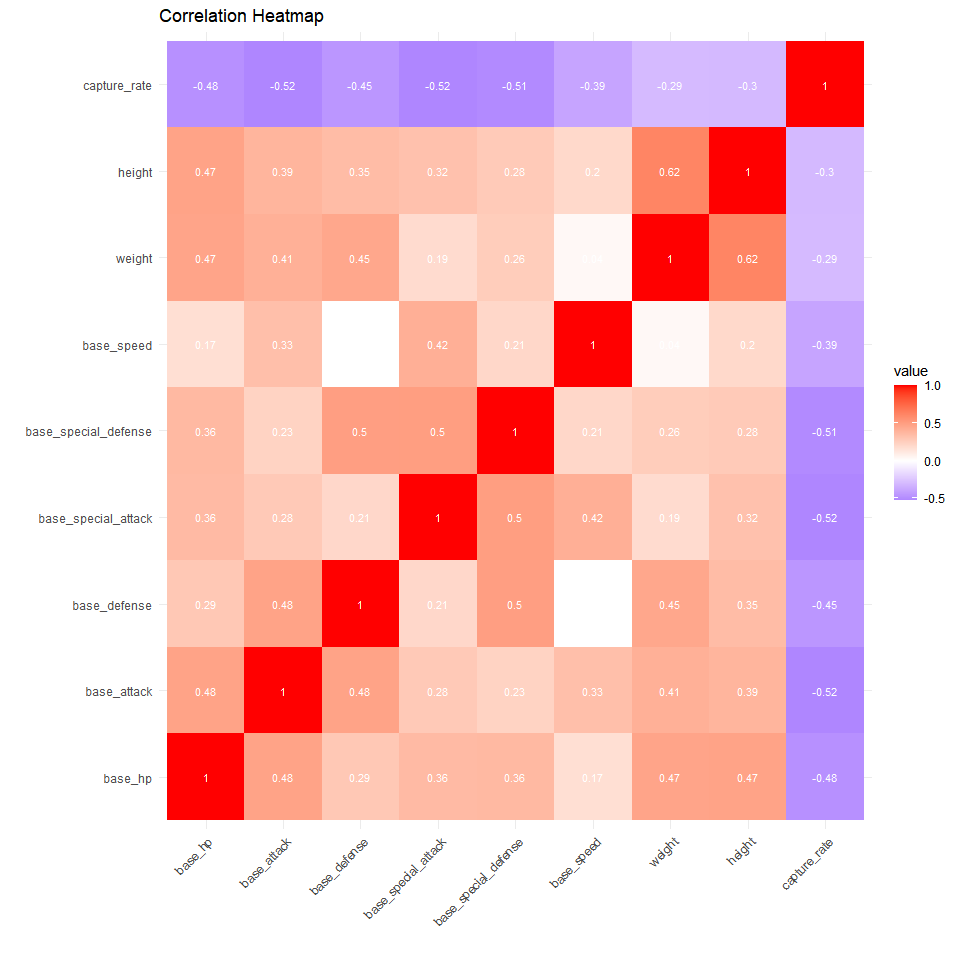 Correlation Heatmap
capture_rate -0.48 -0.52 -0.45 -0.52 -0.51 -0.39 -0.29 -0.3 1
height 0.47 0.39 0.35 0.32 0.28 0.2 0.62 1 -0.3
weight 0.47 0.41 0.45 0.19 0.26 1 0.62 -0.29
base_speed 0.17 0.33 0.42 0.21 1 0.2 -0.39
base_special_defense 0.36 0.23 0.5 0.5 1 0.21 0.26 0.28 -0.51
base_special_attack 0.36 0.28 0.21 1 0.5 0.42 0.19 0.32 -0.52
base_defense 0.29 0.48 1 0.21 0.5 0.45 0.35 -0.45
base_attack 0.48 1 0.48 0.28 0.23 0.33 0.41 0.39 -0.52
base_hp 1 0.48 0.29 0.36 0.36 0.17 0.47 0.47 -0.48
base_hp base_attack base_defense base_special_attack base_special_defense base_speed weight height capture_rate
value
1.0
0.5
0.0
-0.5